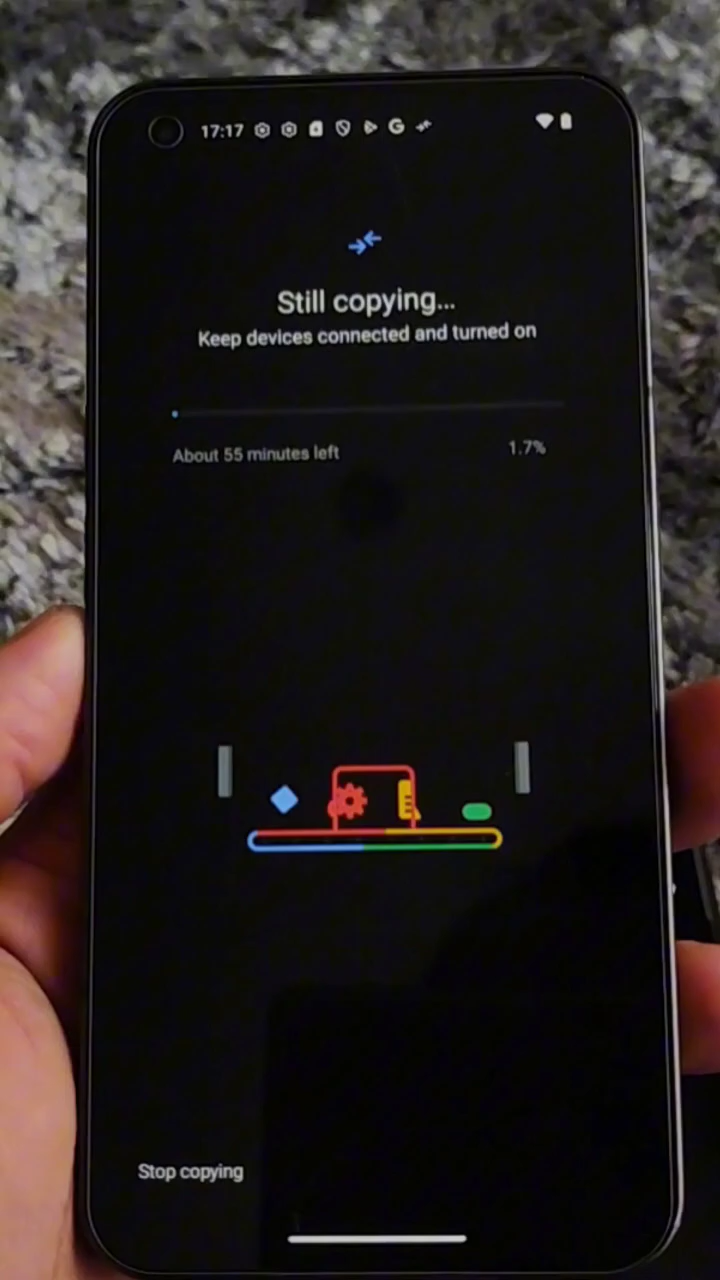 17:17
Still copying...
Keep devices connected and turned on
About 55 minutes left
1.7%
Stop copying